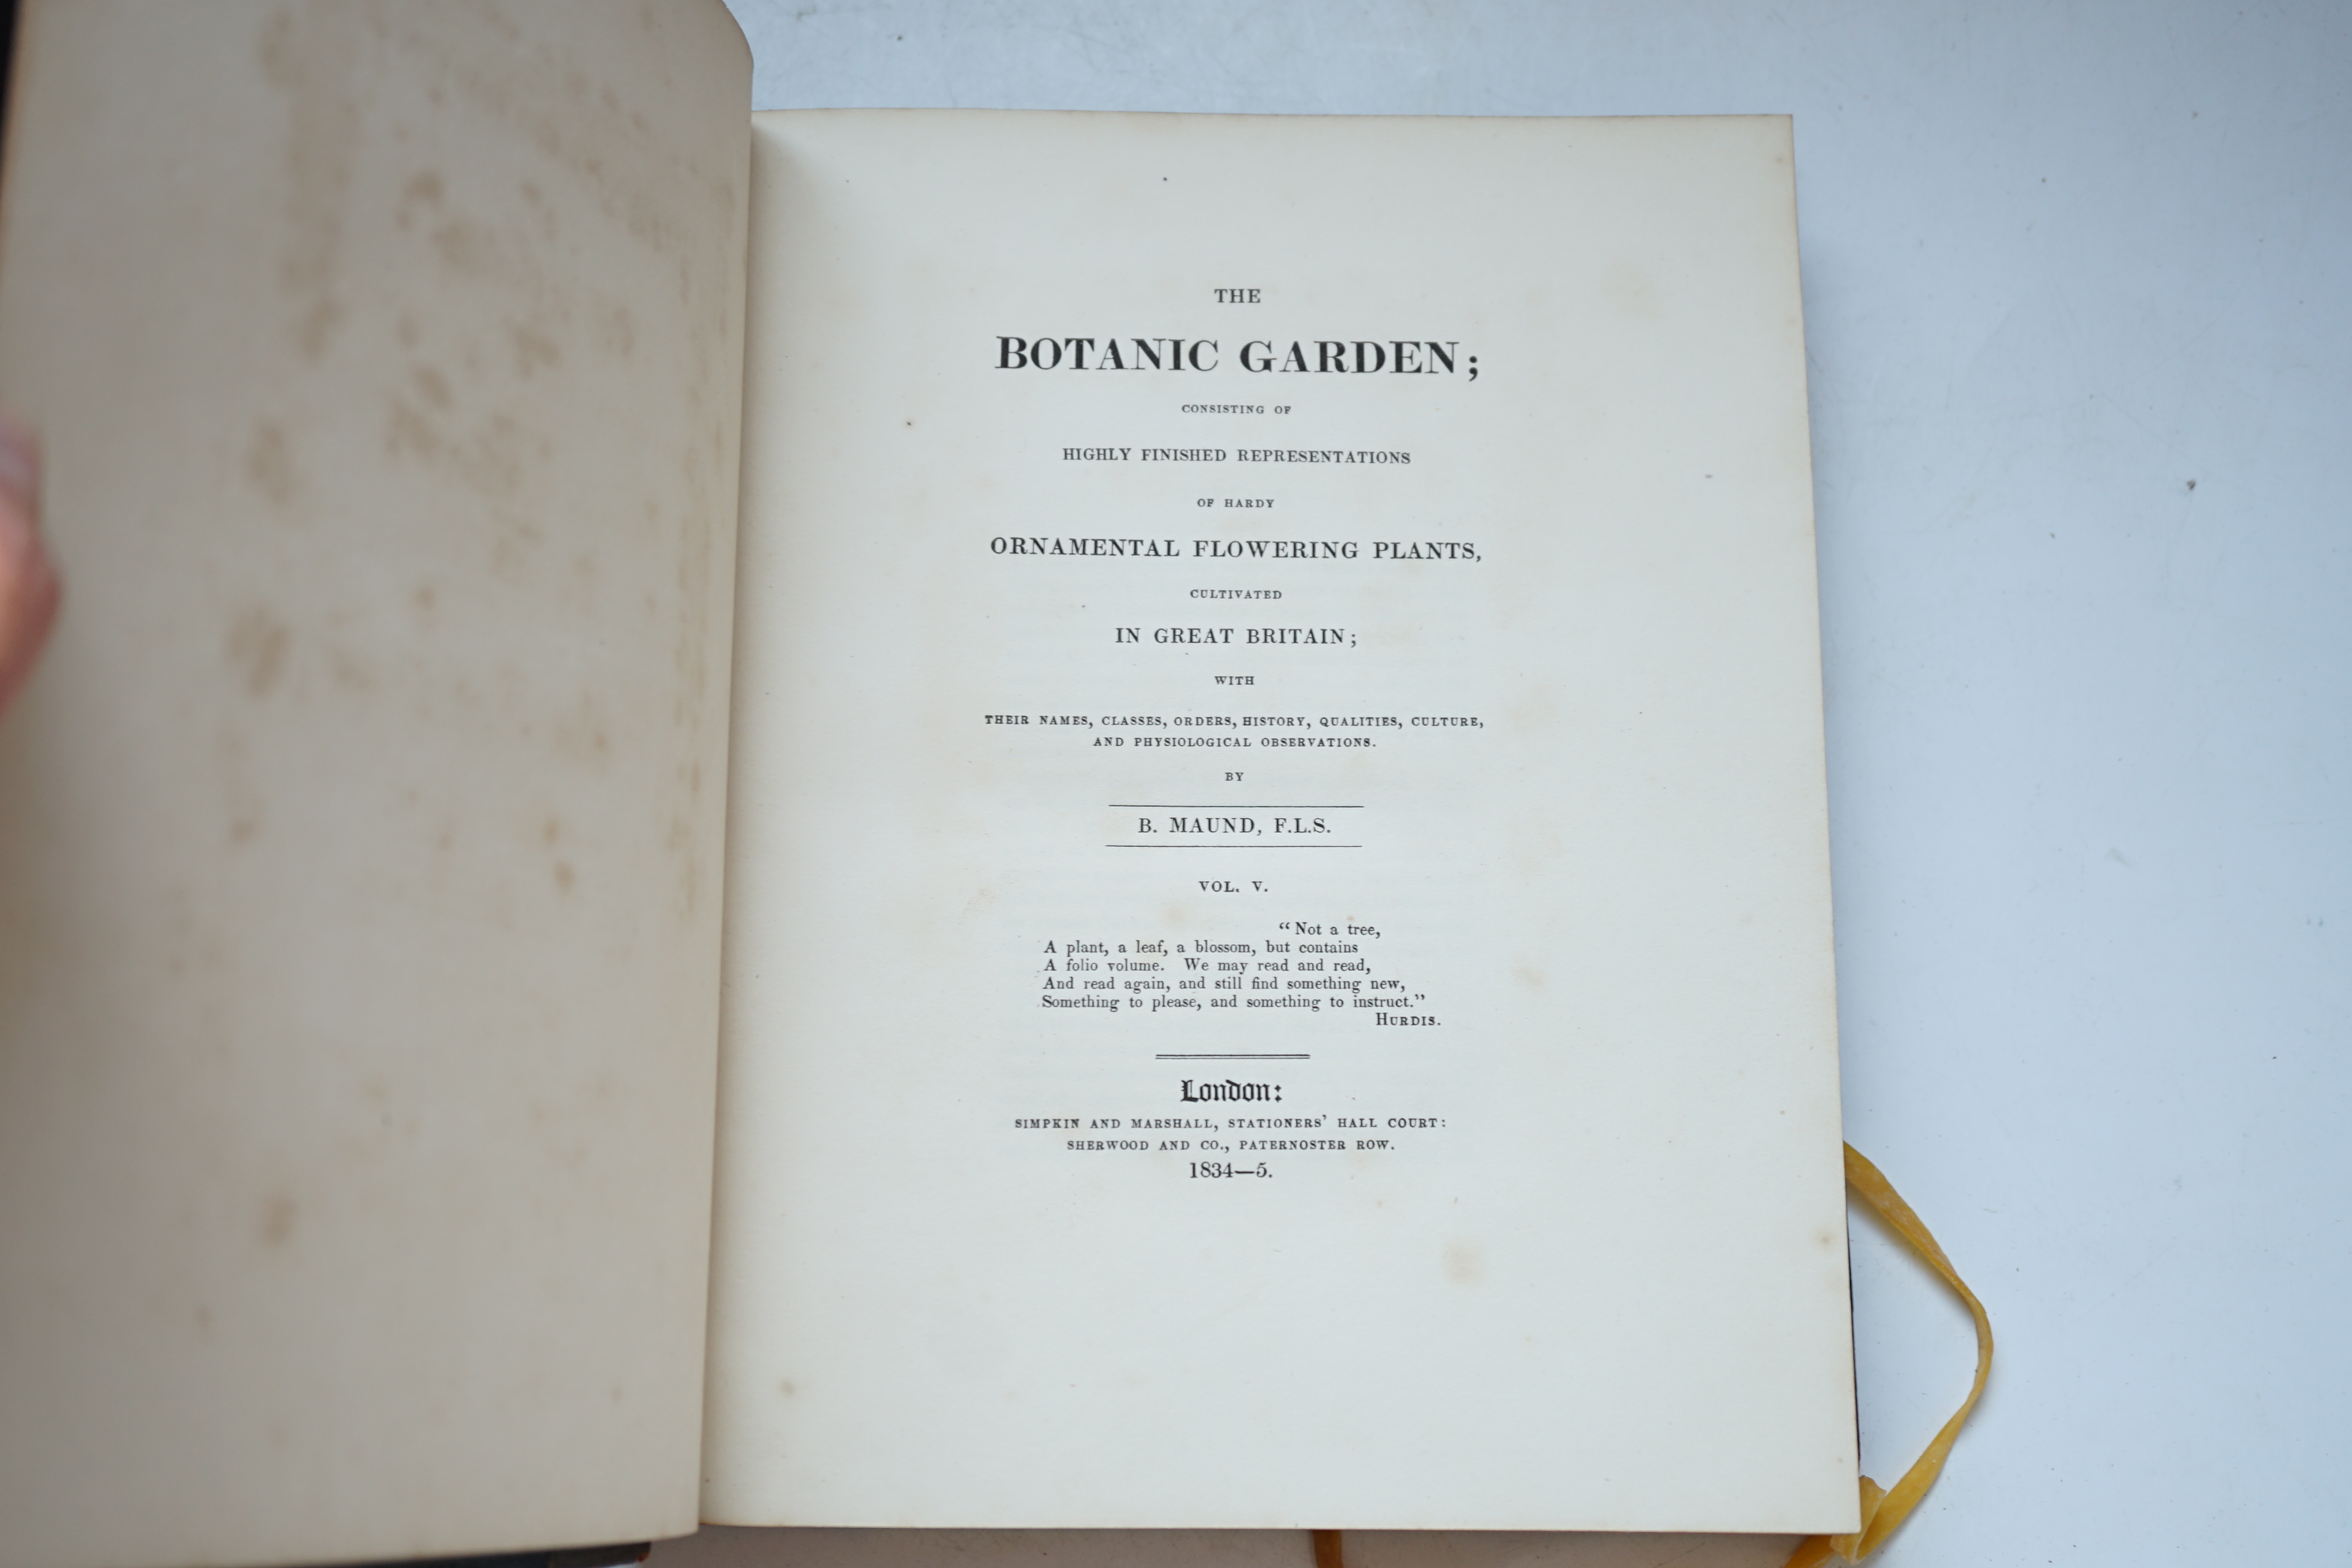 THE
BOTANIC GARDEN;
CONSISTING OF
HIGHLY FINISHED REPRESENTATIONS
OF HARDY
ORNAMENTAL FLOWERING PLANTS,
CULTIVATED
IN GREAT BRITAIN;
WITH
THEIR NAMES, CLASSES, ORDERS, HISTORY, QUALITIES, CULTURE,
AND PHYSIOLOGICAL OBSERVATIONS.
BY
B. MAUND, F.L.S.
VOL. V.
“Not a tree,
A plant, a leaf, a blossom, but contains
A folio volume. We may read and read,
And read again, and still find something new,
Something to please, and something to instruct.”
HURDIS.
London:
SIMPKIN AND MARSHALL, STATIONERS’ HALL COURT:
SHERWOOD AND CO., PATERNOSTER ROW.
1834—5.